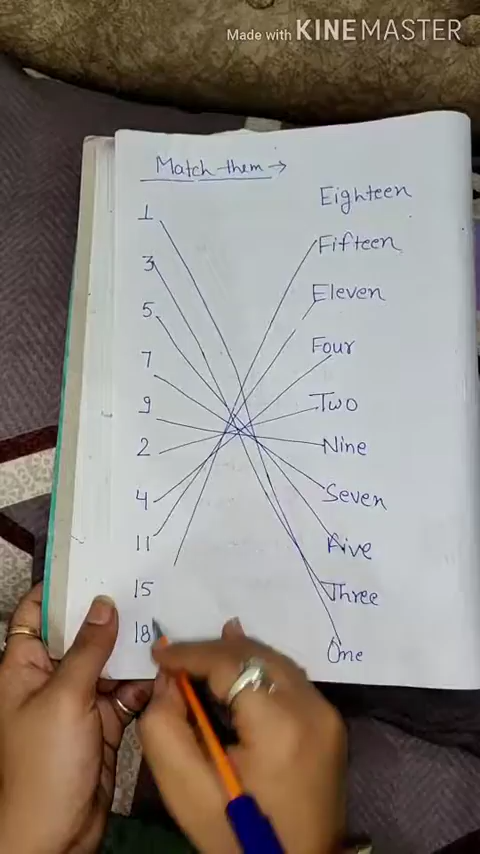 Made with KINEMASTER
Match them →
1 Eighteen
3 Fifteen
5 Eleven
7 Four
9 Two
2 Nine
4 Seven
11 Five
15 Three
18 One